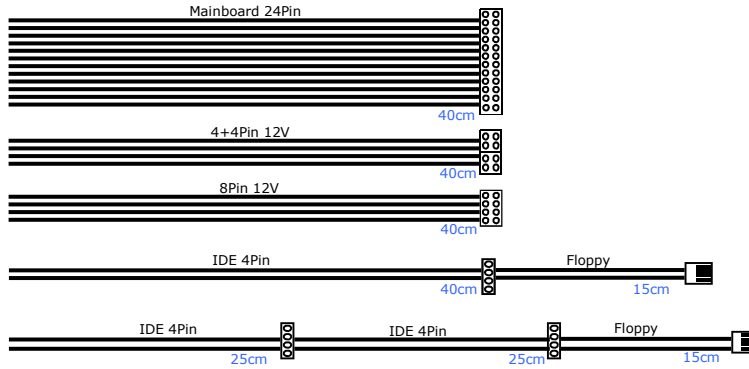 Mainboard 24Pin
40cm
4+4Pin 12V
40cm
8Pin 12V
40cm
IDE 4Pin Floppy
40cm 15cm
IDE 4Pin IDE 4Pin Floppy
25cm 25cm 15cm